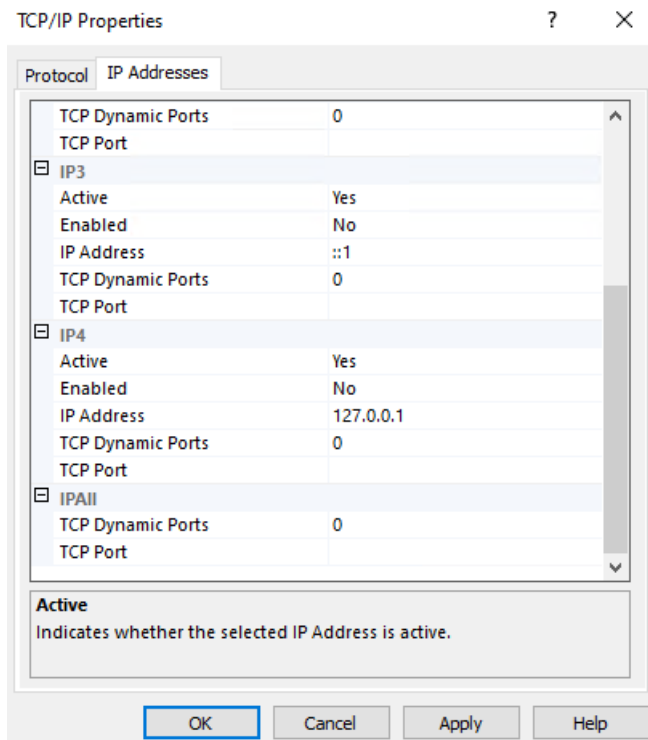 TCP/IP Properties ?
Protocol IP Addresses
TCP Dynamic Ports 0
TCP Port
IP3
Active Yes
Enabled No
IP Address ::1
TCP Dynamic Ports 0
TCP Port
IP4
Active Yes
Enabled No
IP Address 127.0.0.1
TCP Dynamic Ports 0
TCP Port
IPAll
TCP Dynamic Ports 0
TCP Port
Active
Indicates whether the selected IP Address is active.
OK Cancel Apply Help